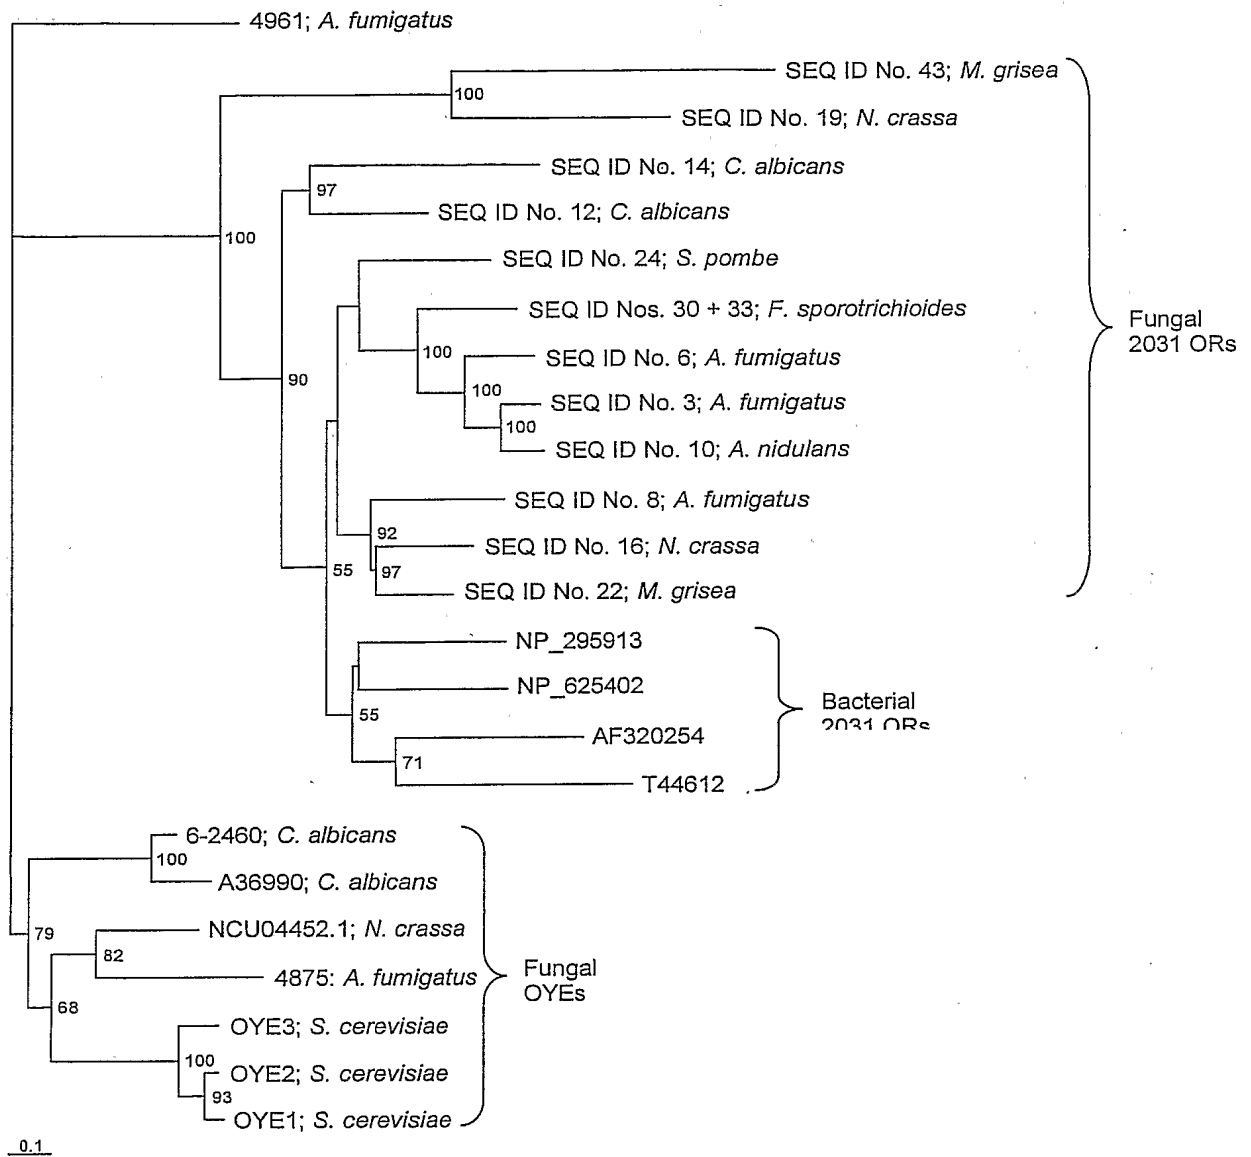 4961; A. fumigatus
SEQ ID No. 43; M. grisea
100
SEQ ID No. 19; N. crassa
SEQ ID No. 14; C. albicans
97
SEQ ID No. 12; C. albicans
100
SEQ ID No. 24; S. pombe
SEQ ID Nos. 30 + 33; F. sporotrichioides
Fungal
2031 ORs
100
SEQ ID No. 6; A. fumigatus
90
100
SEQ ID No. 3; A. fumigatus
100
SEQ ID No. 10; A. nidulans
SEQ ID No. 8; A. fumigatus
92
SEQ ID No. 16; N. crassa
55
97
SEQ ID No. 22; M. grisea
NP_295913
NP_625402
Bacterial
2031 ORs
55
AF320254
71
T44612
6-2460; C. albicans
100
A36990; C. albicans
79
NCU04452.1; N. crassa
82
4875: A. fumigatus
Fungal
OYEs
68
OYE3; S. cerevisiae
100
OYE2; S. cerevisiae
93
OYE1; S. cerevisiae
0.1